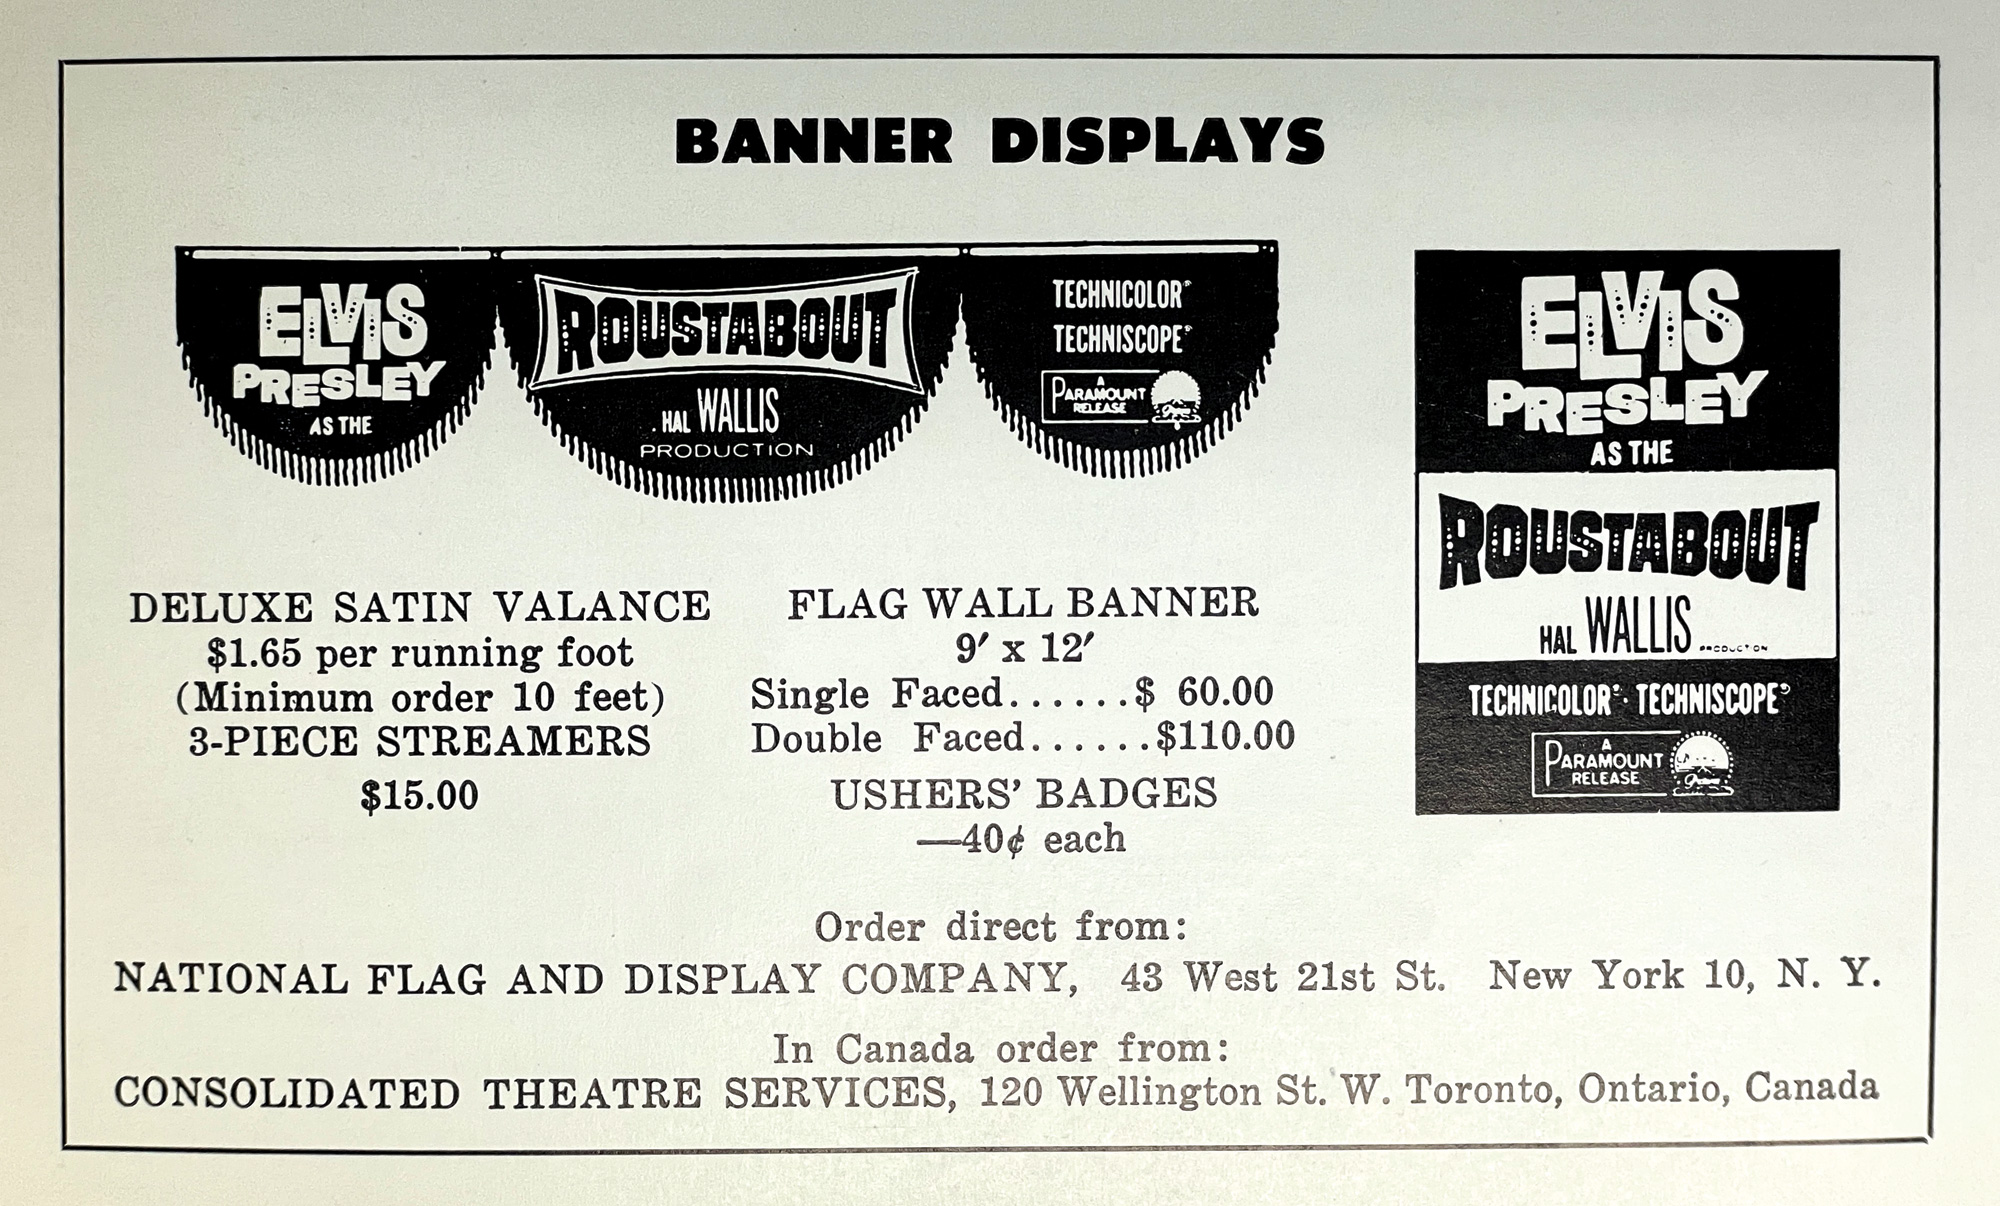 BANNER DISPLAYS
ELVIS
PRESLEY
AS THE
ROUSTABOUT
HAL WALLIS
PRODUCTION
TECHNICOLOR®
TECHNISCOPE®
A
PARAMOUNT
RELEASE
ELVIS
PRESLEY
AS THE
ROUSTABOUT
HAL WALLIS PRODUCTION
TECHNICOLOR® · TECHNISCOPE®
A
PARAMOUNT
RELEASE
DELUXE SATIN VALANCE
$1.65 per running foot
(Minimum order 10 feet)
3-PIECE STREAMERS
$15.00
FLAG WALL BANNER
9′ x 12′
Single Faced......$ 60.00
Double Faced......$110.00
USHERS’ BADGES
—40¢ each
Order direct from:
NATIONAL FLAG AND DISPLAY COMPANY, 43 West 21st St. New York 10, N. Y.
In Canada order from:
CONSOLIDATED THEATRE SERVICES, 120 Wellington St. W. Toronto, Ontario, Canada